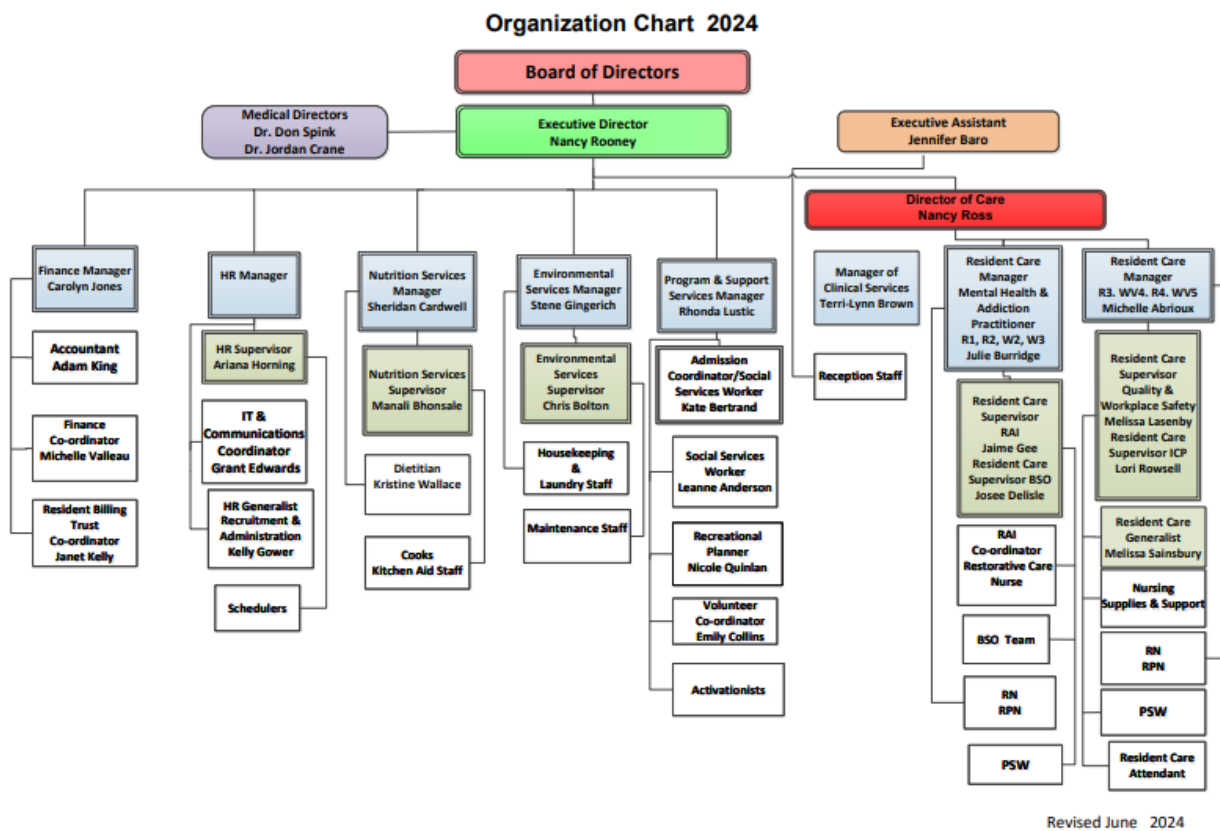 Organization Chart 2024
Board of Directors
Medical Directors
Dr. Don Spink
Dr. Jordan Crane
Executive Director
Nancy Rooney
Executive Assistant
Jennifer Baro
Director of Care
Nancy Ross
Finance Manager
Carolyn Jones
Accountant
Adam King
Finance
Co-ordinator
Michelle Valleau
Resident Billing
Trust
Co-ordinator
Janet Kelly
HR Manager
HR Supervisor
Ariana Horning
IT &
Communications
Coordinator
Grant Edwards
HR Generalist
Recruitment &
Administration
Kelly Gower
Schedulers
Nutrition Services
Manager
Sheridan Cardwell
Nutrition Services
Supervisor
Manali Bhonsale
Dietitian
Kristine Wallace
Cooks
Kitchen Aid Staff
Environmental
Services Manager
Stene Gingerich
Environmental
Services
Supervisor
Chris Bolton
Housekeeping
&
Laundry Staff
Maintenance Staff
Program & Support
Services Manager
Rhonda Lustic
Admission
Coordinator/Social
Services Worker
Kate Bertrand
Social Services
Worker
Leanne Anderson
Recreational
Planner
Nicole Quinlan
Volunteer
Co-ordinator
Emily Collins
Activationists
Manager of
Clinical Services
Terri-Lynn Brown
Reception Staff
Resident Care
Manager
Mental Health &
Addiction
Practitioner
R1, R2, W2, W3
Julie Burridge
Resident Care
Supervisor
RAI
Jaime Gee
Resident Care
Supervisor BSO
Josee Delisle
RAI
Co-ordinator
Restorative Care
Nurse
BSO Team
RN
RPN
PSW
Resident Care
Manager
R3. WV4. R4. WV5
Michelle Abrioux
Resident Care
Supervisor
Quality &
Workplace Safety
Melissa Lasenby
Resident Care
Supervisor ICP
Lori Rowsell
Resident Care
Generalist
Melissa Sainsbury
Nursing
Supplies & Support
RN
RPN
PSW
Resident Care
Attendant
Revised June 2024